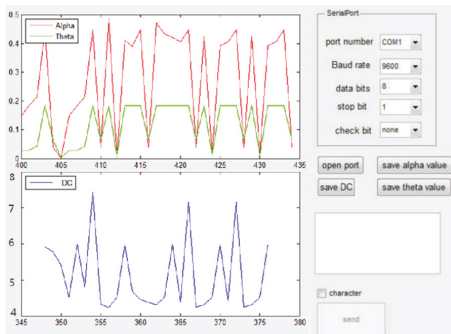 Alpha
Theta
0.5
0.4
0.3
0.2
0.1
0
400 405 410 415 420 425 430 435
DC
8
7
6
5
4
345 350 355 360 365 370 375 380
SerialPort
port number COM1
Baud rate 9600
data bits 8
stop bit 1
check bit none
open port save alpha value
save DC save theta value
character
send